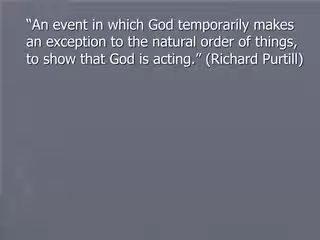 “An event in which God temporarily makes
an exception to the natural order of things,
to show that God is acting.” (Richard Purtill)